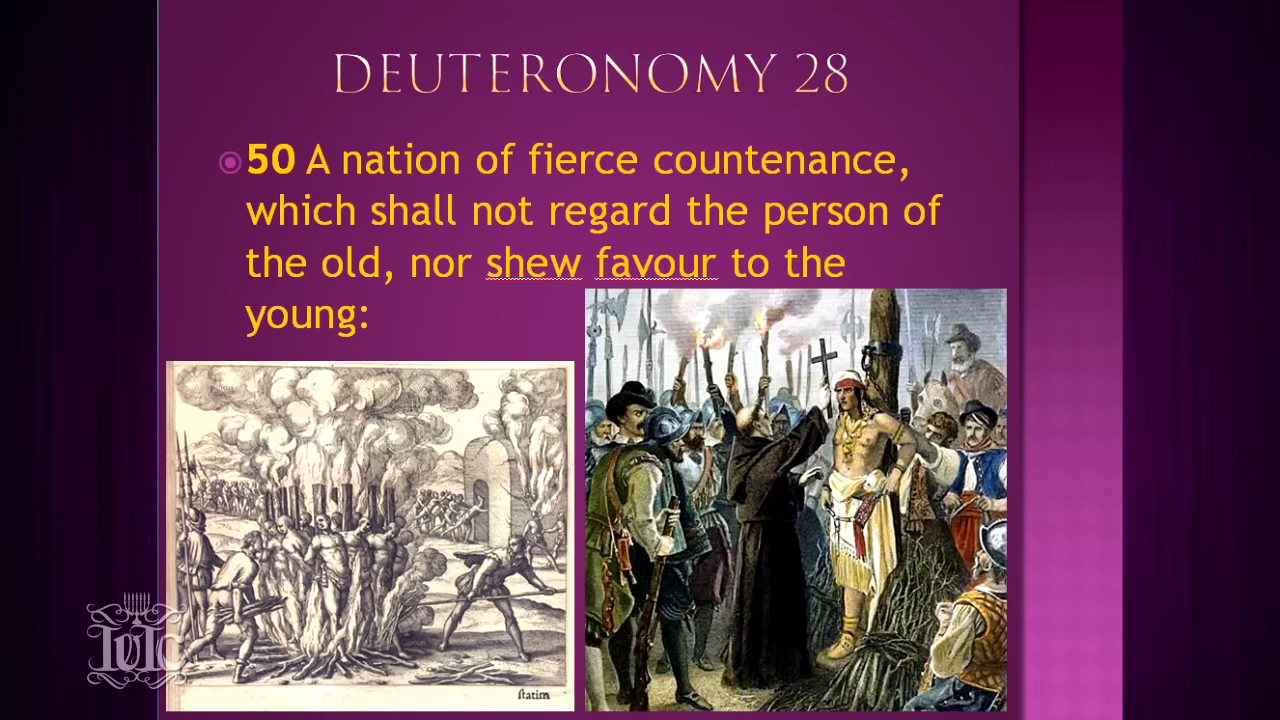 DEUTERONOMY 28
50 A nation of fierce countenance,
which shall not regard the person of
the old, nor shew favour to the
young:
statim
IUIC